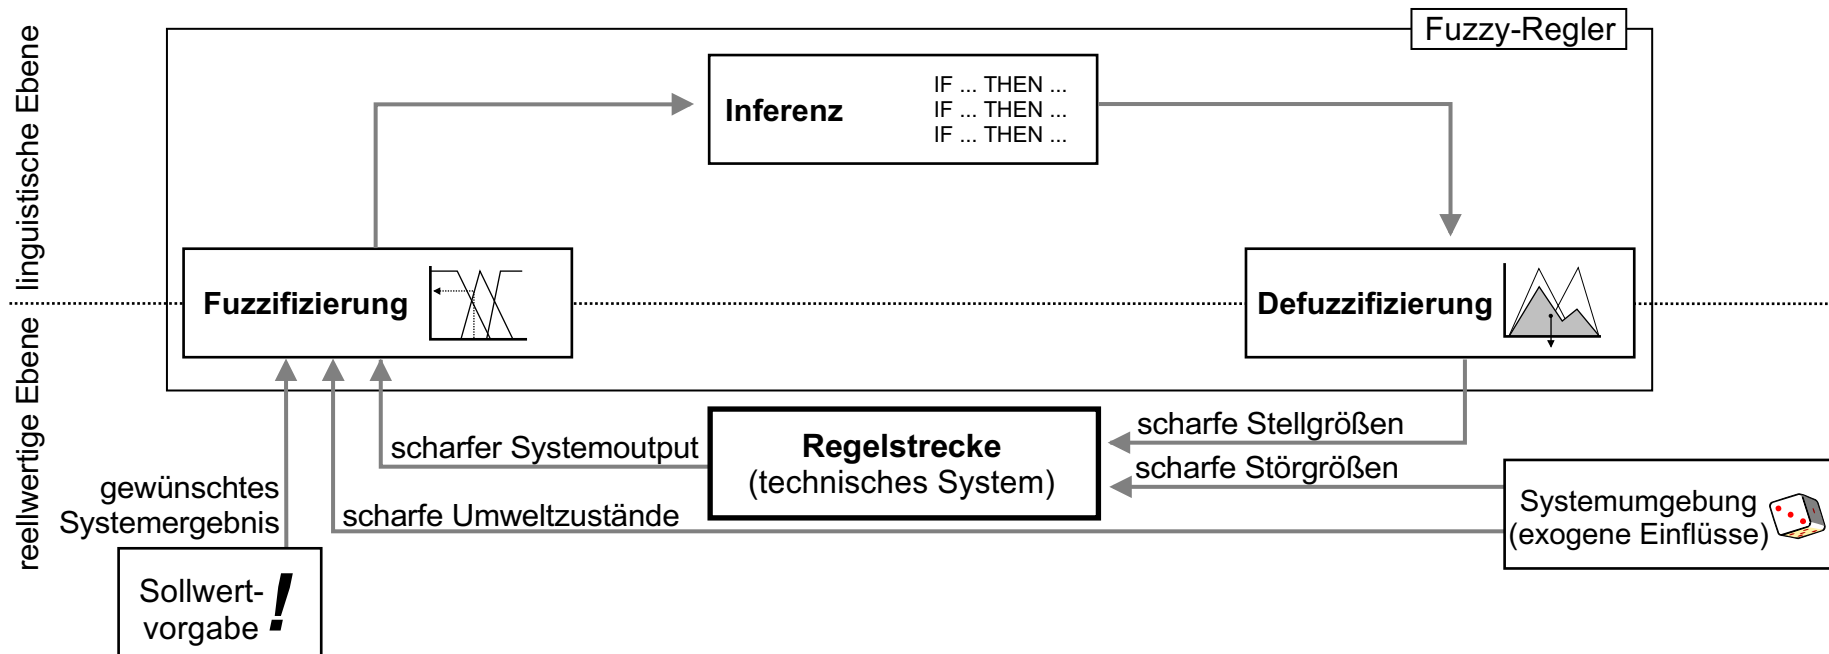 Fuzzy-Regler
linguistische Ebene
Inferenz
IF ... THEN ...
IF ... THEN ...
IF ... THEN ...
Fuzzifizierung
Defuzzifizierung
reellwertige Ebene
scharfer Systemoutput
Regelstrecke
(technisches System)
scharfe Stellgrößen
scharfe Störgrößen
gewünschtes
Systemergebnis
scharfe Umweltzustände
Systemumgebung
(exogene Einflüsse)
Sollwert-
vorgabe
!